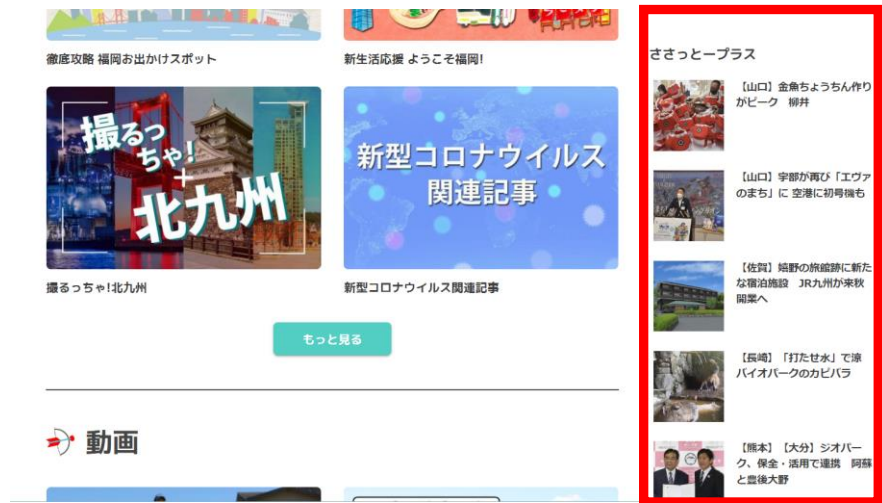 徹底攻略 福岡お出かけスポット
新生活応援 ようこそ福岡!
撮るっ
ちゃ!
+
北九州
新型コロナウイルス
関連記事
撮るっちゃ!北九州
新型コロナウイルス関連記事
もっと見る
動画
ささっとープラス
【山口】金魚ちょうちん作り
がピーク　柳井
【山口】宇部が再び「エヴァ
のまち」に 空港に初号機も
【佐賀】嬉野の旅館跡に新た
な宿泊施設　JR九州が来秋
開業へ
【長崎】「打たせ水」で涼
バイオパークのカピバラ
【熊本】【大分】ジオパー
ク、保全・活用で連携　阿蘇
と豊後大野